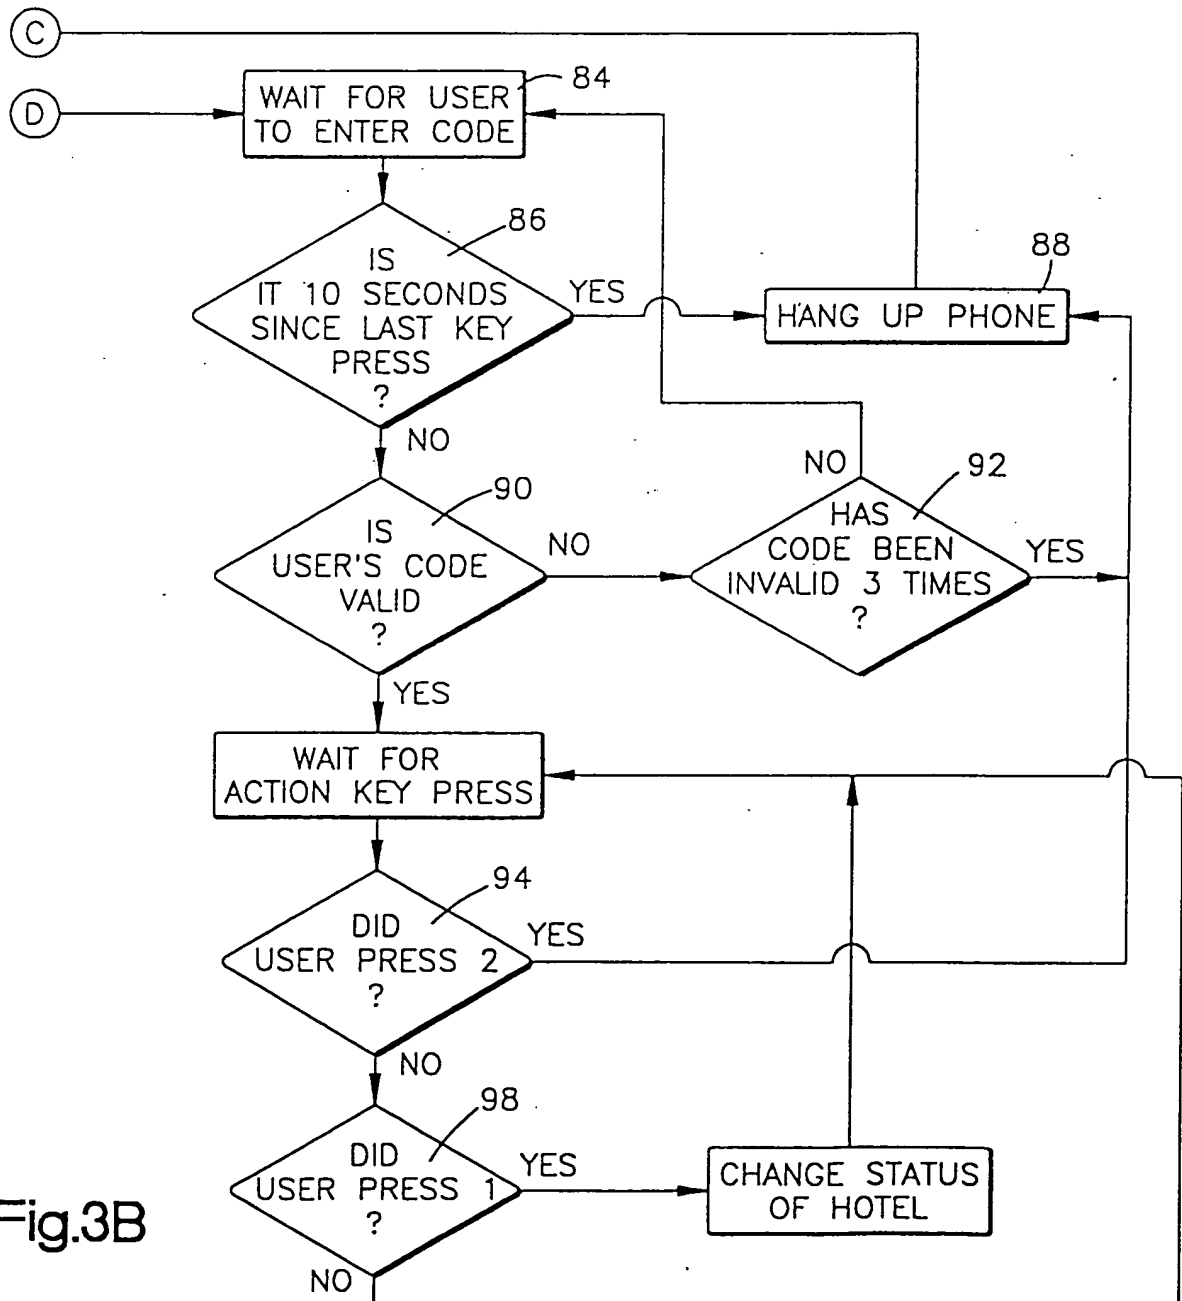 C
D
WAIT FOR USER
TO ENTER CODE
84
86
IS
IT 10 SECONDS
SINCE LAST KEY
PRESS
?
YES
88
HANG UP PHONE
NO
90
IS
USER'S CODE
VALID
?
NO
NO
92
HAS
CODE BEEN
INVALID 3 TIMES
?
YES
YES
WAIT FOR
ACTION KEY PRESS
94
DID
USER PRESS 2
?
YES
NO
98
DID
USER PRESS 1
?
YES
CHANGE STATUS
OF HOTEL
NO
Fig.3B